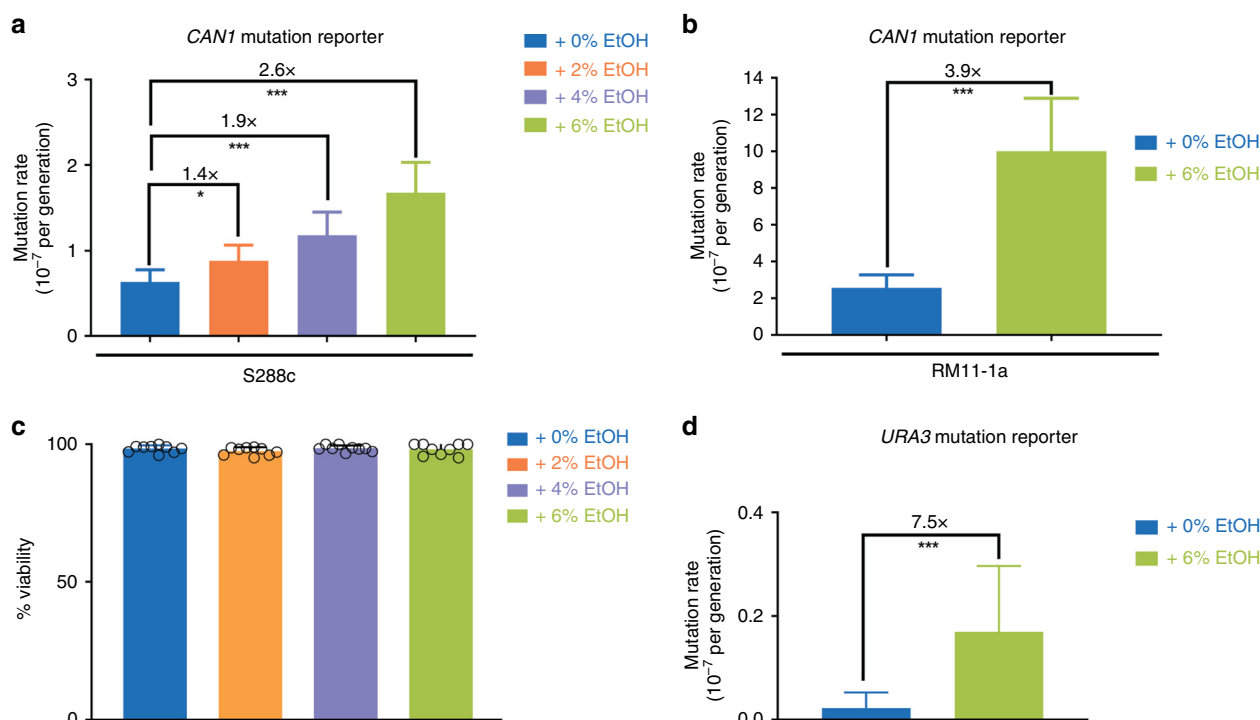 a
CAN1 mutation reporter
Mutation rate
(10⁻⁷ per generation)
3
2
1
0
2.6×
***
1.9×
***
1.4×
*
S288c
+ 0% EtOH
+ 2% EtOH
+ 4% EtOH
+ 6% EtOH
b
CAN1 mutation reporter
Mutation rate
(10⁻⁷ per generation)
14
12
10
8
6
4
2
0
3.9×
***
RM11-1a
+ 0% EtOH
+ 6% EtOH
c
% viability
100
50
0
+ 0% EtOH
+ 2% EtOH
+ 4% EtOH
+ 6% EtOH
d
URA3 mutation reporter
Mutation rate
(10⁻⁷ per generation)
0.4
0.2
0.0
7.5×
***
+ 0% EtOH
+ 6% EtOH